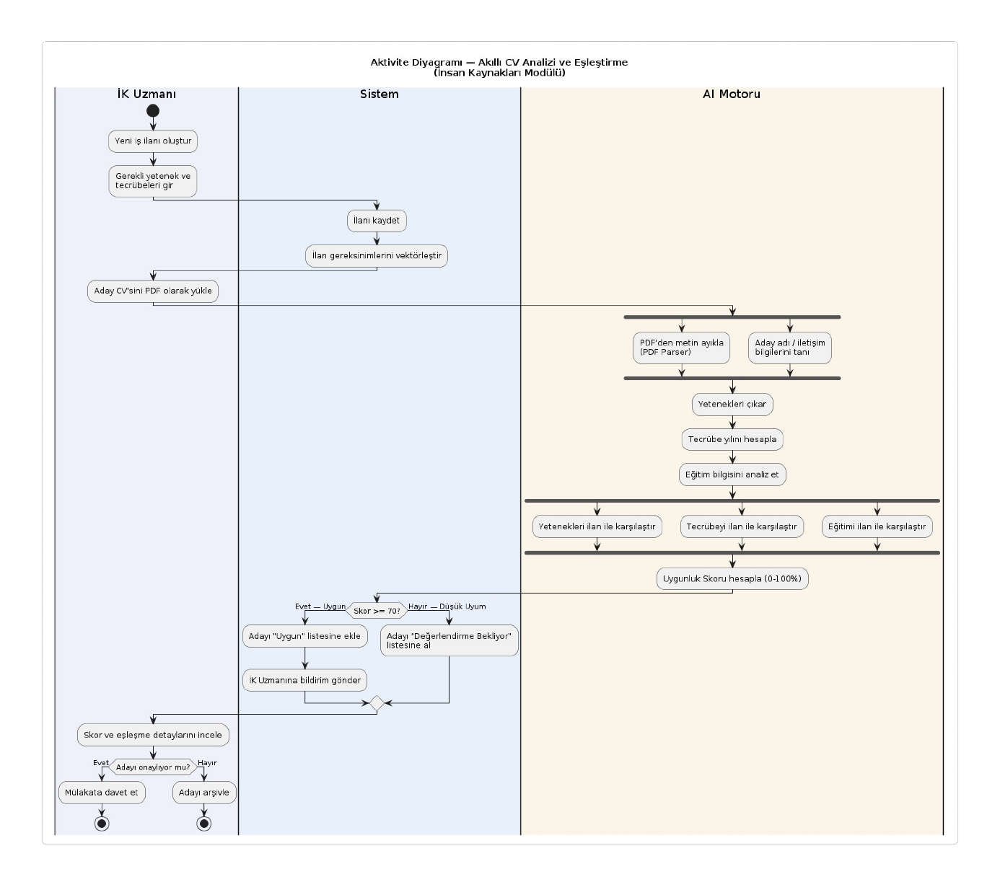 Aktivite Diyagramı — Akıllı CV Analizi ve Eşleştirme
(İnsan Kaynakları Modülü)
İK Uzmanı
Sistem
AI Motoru
Yeni iş ilanı oluştur
Gerekli yetenek ve
tecrübeleri gir
İlanı kaydet
İlan gereksinimlerini vektörleştir
Aday CV'sini PDF olarak yükle
PDF'den metin ayıkla
(PDF Parser)
Aday adı / iletişim
bilgilerini tanı
Yetenekleri çıkar
Tecrübe yılını hesapla
Eğitim bilgisini analiz et
Yetenekleri ilan ile karşılaştır
Tecrübeyi ilan ile karşılaştır
Eğitimi ilan ile karşılaştır
Uygunluk Skoru hesapla (0-100%)
Evet — Uygun
Skor >= 70?
Hayır — Düşük Uyum
Adayı "Uygun" listesine ekle
Adayı "Değerlendirme Bekliyor"
listesine al
İK Uzmanına bildirim gönder
Skor ve eşleşme detaylarını incele
Evet
Adayı onaylıyor mu?
Hayır
Mülakata davet et
Adayı arşivle